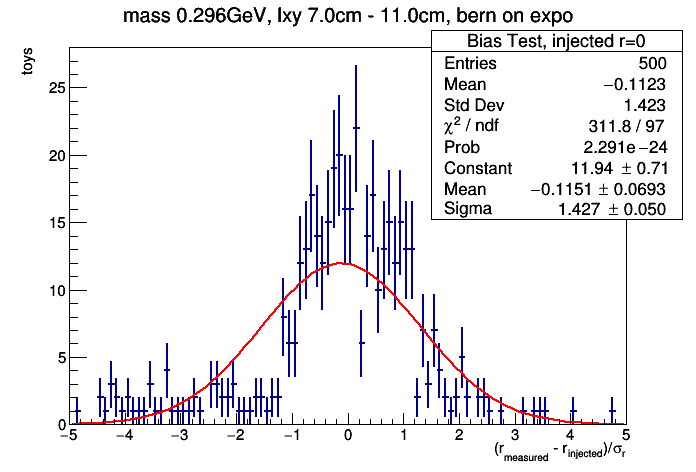 mass 0.296GeV, lxy 7.0cm - 11.0cm, bern on expo
toys
Bias Test, injected r=0
Entries 500
Mean −0.1123
Std Dev 1.423
χ² / ndf 311.8 / 97
Prob 2.291e−24
Constant 11.94 ± 0.71
Mean −0.1151 ± 0.0693
Sigma 1.427 ± 0.050
25
20
15
10
5
0
−5 −4 −3 −2 −1 0 1 2 3 4 5
(r_measured - r_injected)/σ_r